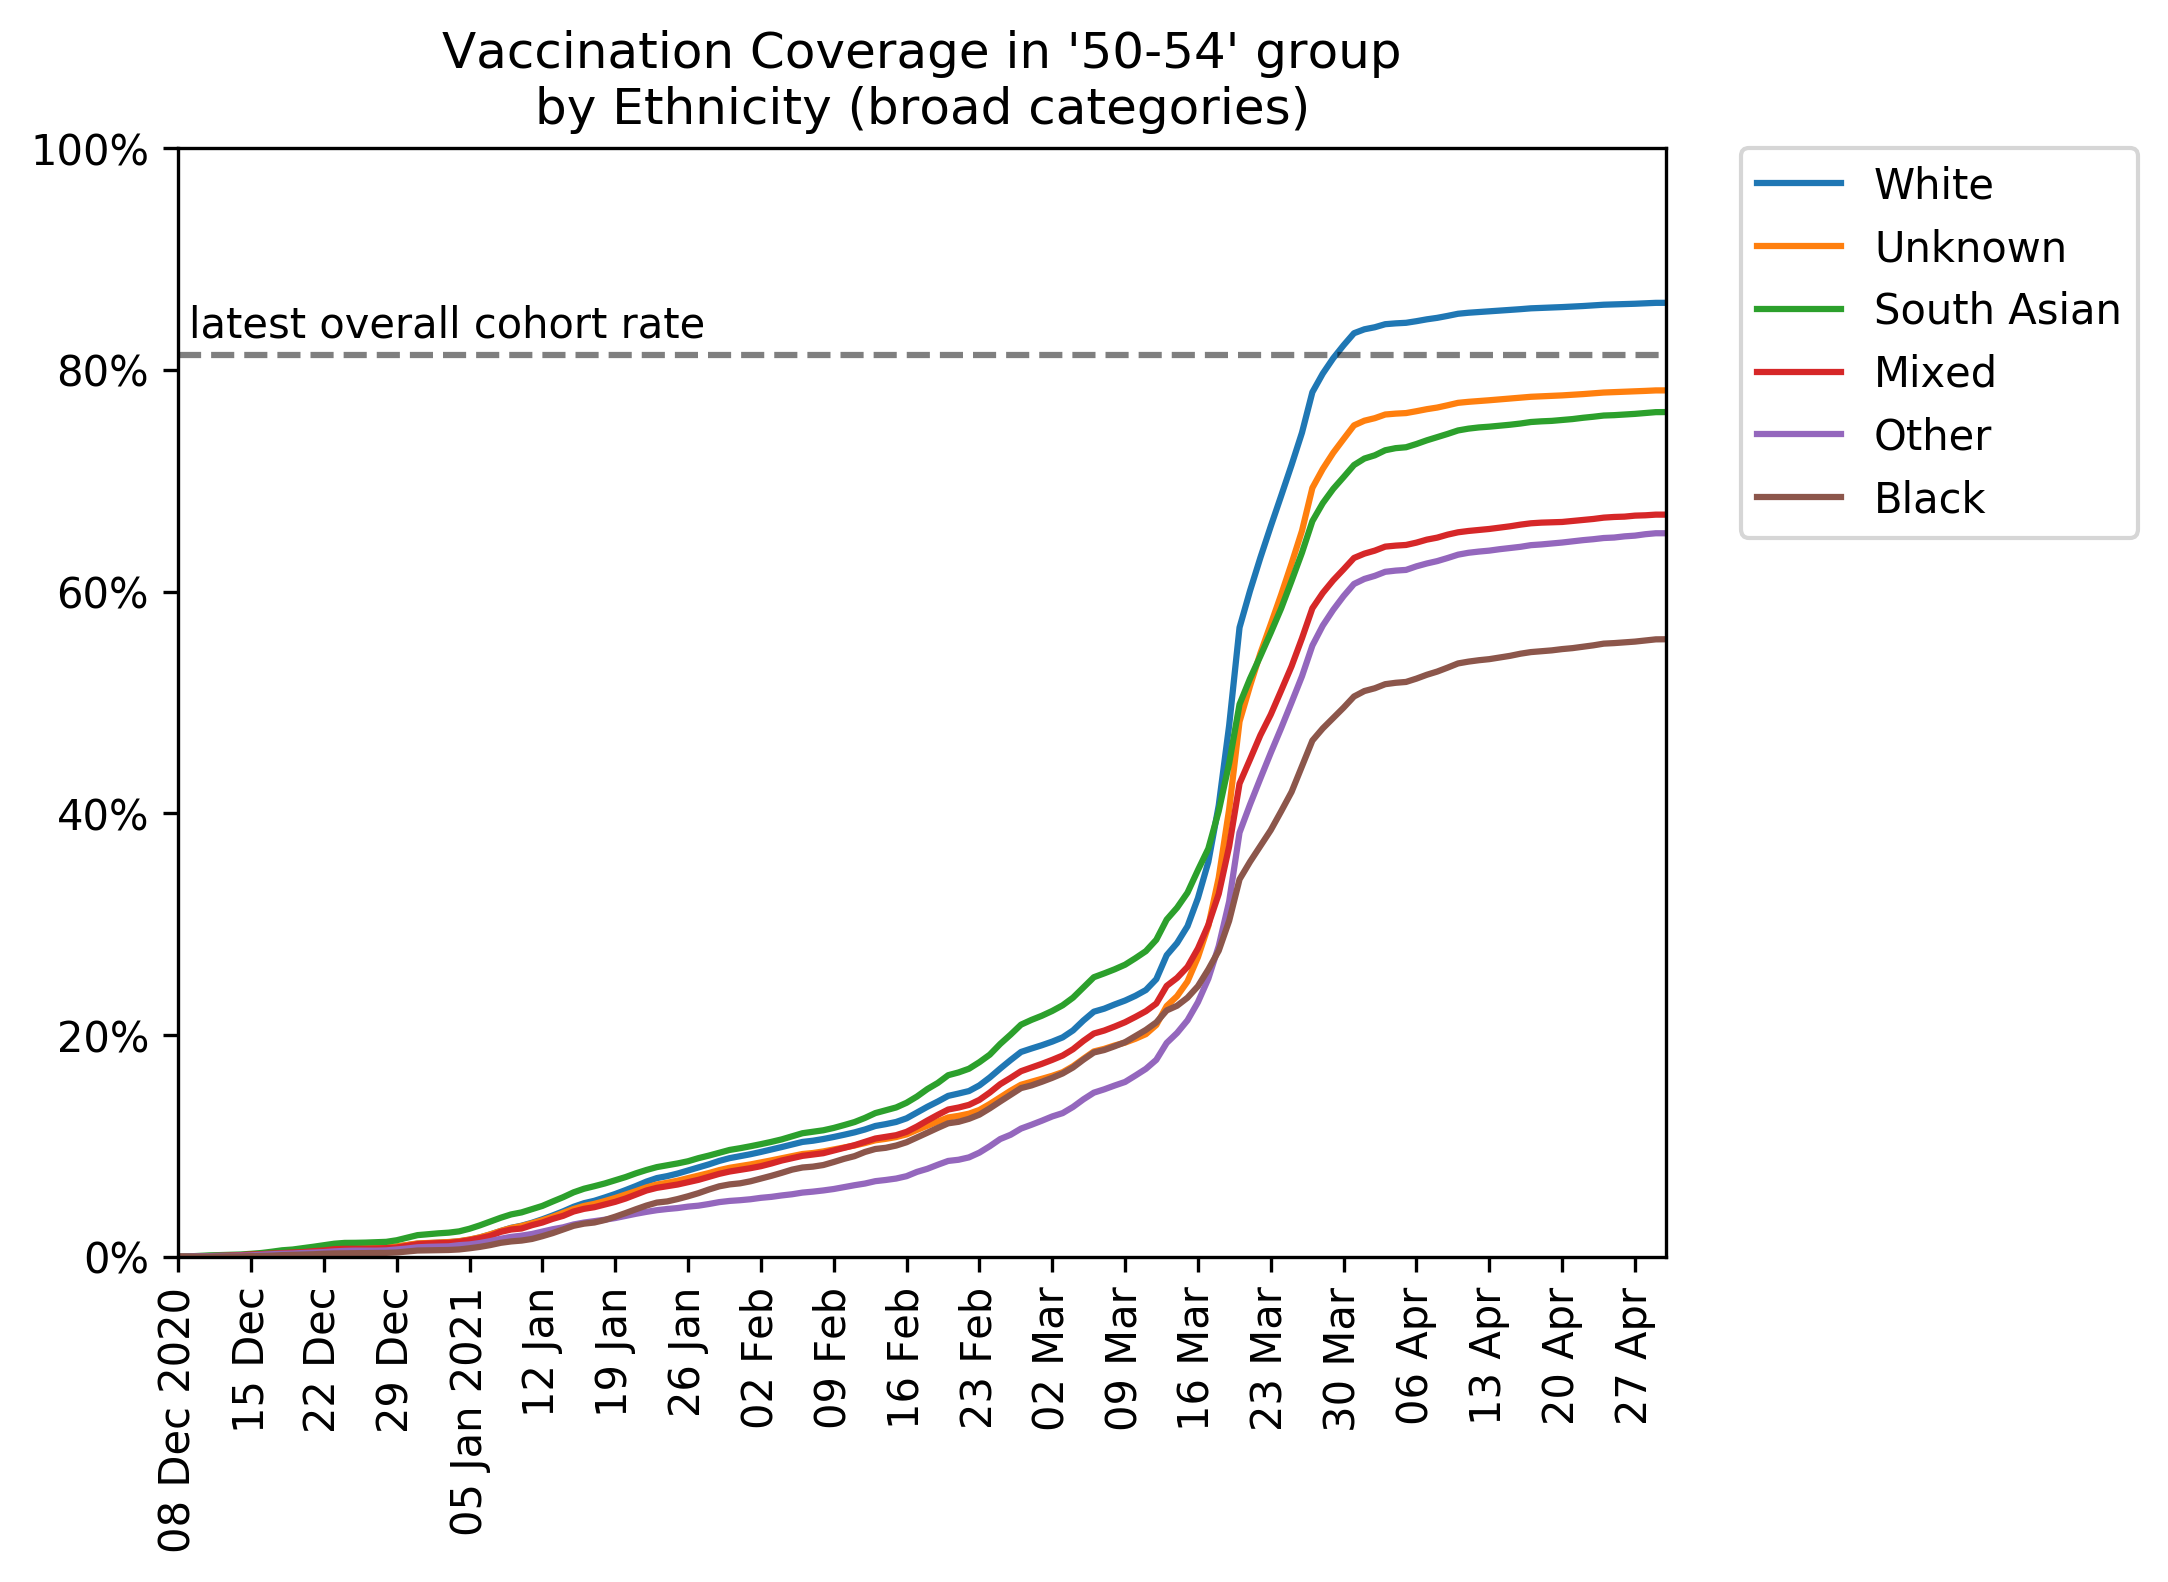 Vaccination Coverage in '50-54' group
by Ethnicity (broad categories)
100%
80%
60%
40%
20%
0%
latest overall cohort rate
White
Unknown
South Asian
Mixed
Other
Black
08 Dec 2020
15 Dec
22 Dec
29 Dec
05 Jan 2021
12 Jan
19 Jan
26 Jan
02 Feb
09 Feb
16 Feb
23 Feb
02 Mar
09 Mar
16 Mar
23 Mar
30 Mar
06 Apr
13 Apr
20 Apr
27 Apr